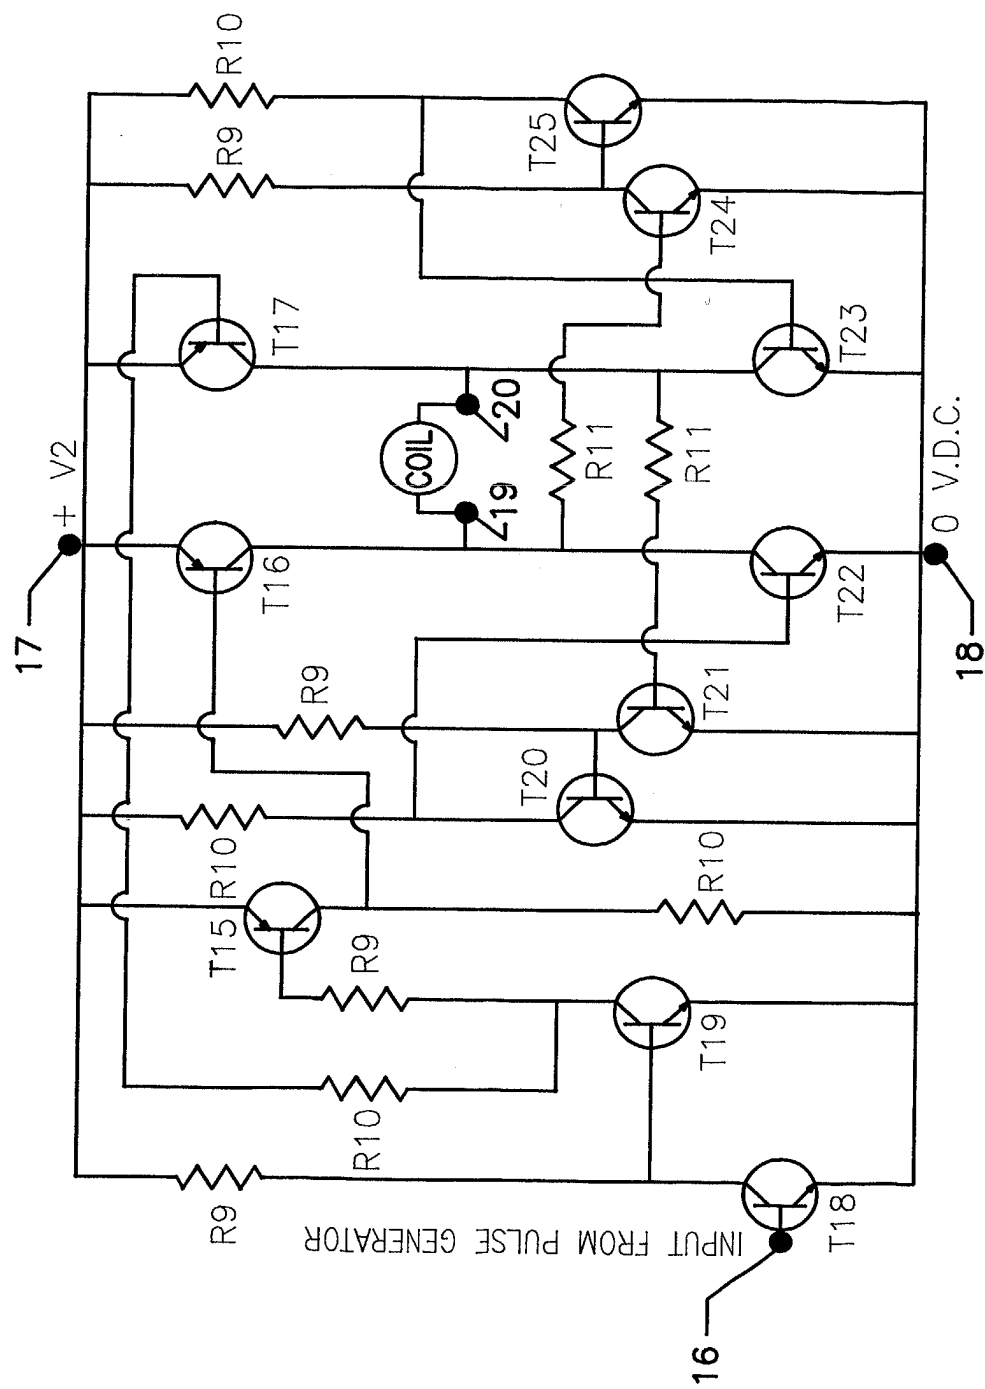 R10
R9
T25
T24
T17
T23
+ V2
17
COIL
20
19
R11
R11
T16
T22
0 V.D.C.
18
R9
T21
T20
R10
T15
R10
R9
T19
R10
R9
INPUT FROM PULSE GENERATOR
T18
16